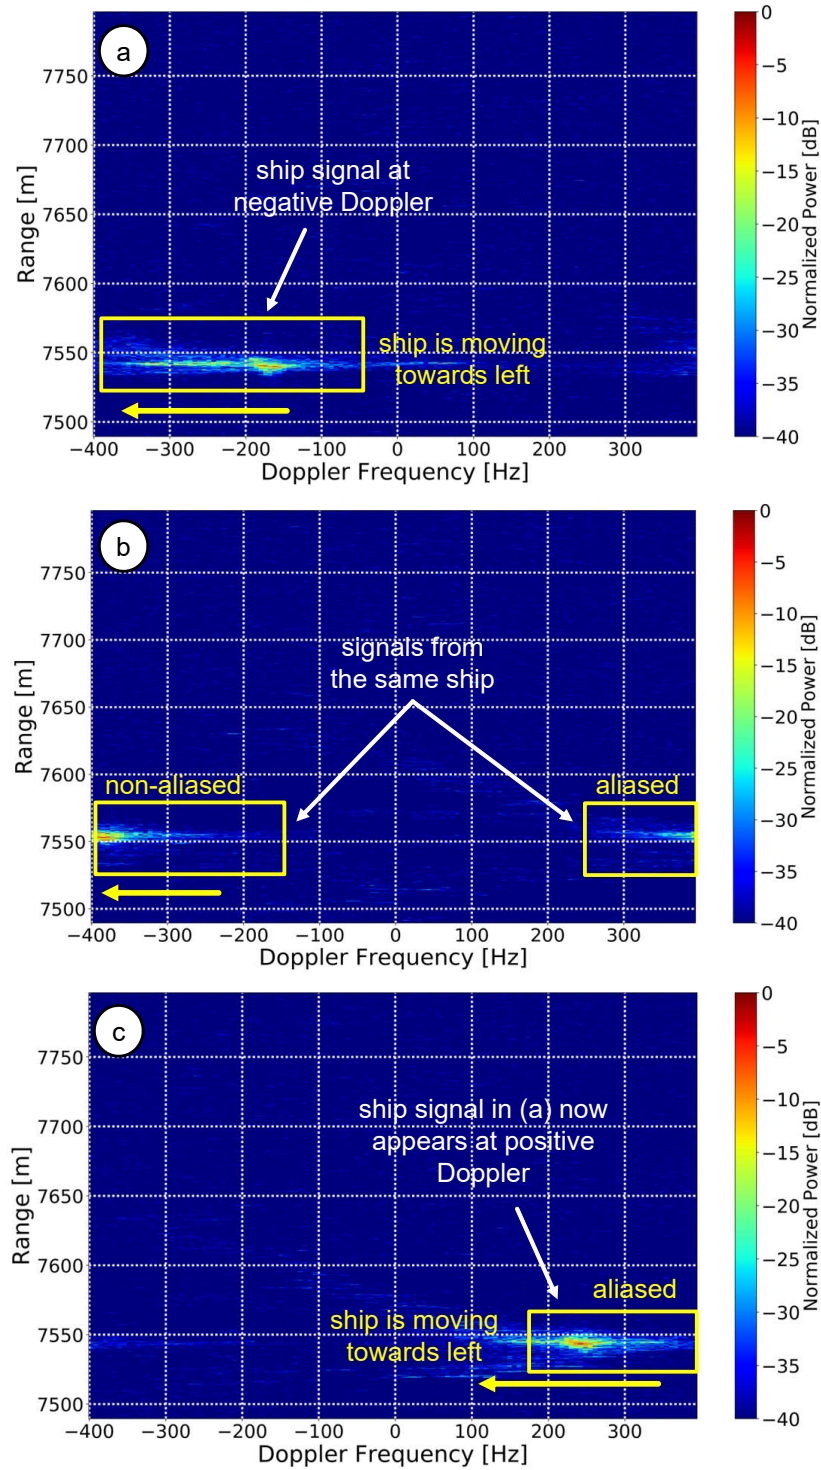 a
7750
7700
7650
7600
7550
7500
Range [m]
ship signal at
negative Doppler
ship is moving
towards left
−400 −300 −200 −100 0 100 200 300
Doppler Frequency [Hz]
0
−5
−10
−15
−20
−25
−30
−35
−40
Normalized Power [dB]
b
7750
7700
7650
7600
7550
7500
Range [m]
signals from
the same ship
non-aliased
aliased
−400 −300 −200 −100 0 100 200 300
Doppler Frequency [Hz]
0
−5
−10
−15
−20
−25
−30
−35
−40
Normalized Power [dB]
c
7750
7700
7650
7600
7550
7500
Range [m]
ship signal in (a) now
appears at positive
Doppler
aliased
ship is moving
towards left
−400 −300 −200 −100 0 100 200 300
Doppler Frequency [Hz]
0
−5
−10
−15
−20
−25
−30
−35
−40
Normalized Power [dB]